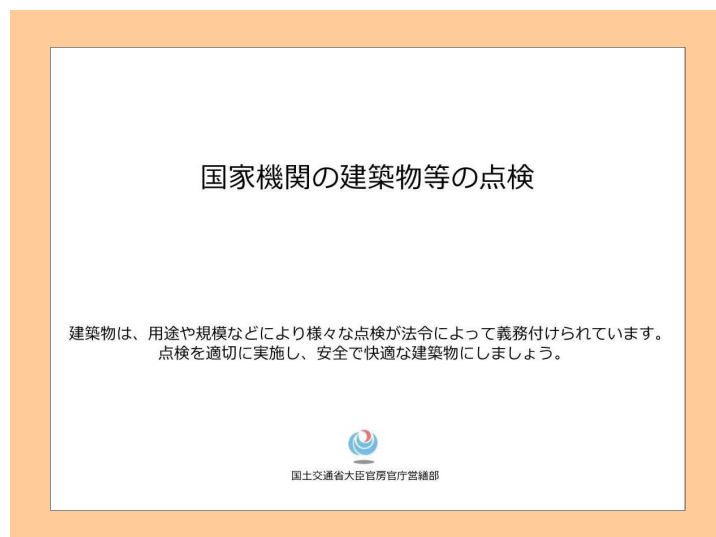 国家機関の建築物等の点検
建築物は、用途や規模などにより様々な点検が法令によって義務付けられています。
点検を適切に実施し、安全で快適な建築物にしましょう。
国土交通省大臣官房官庁営繕部